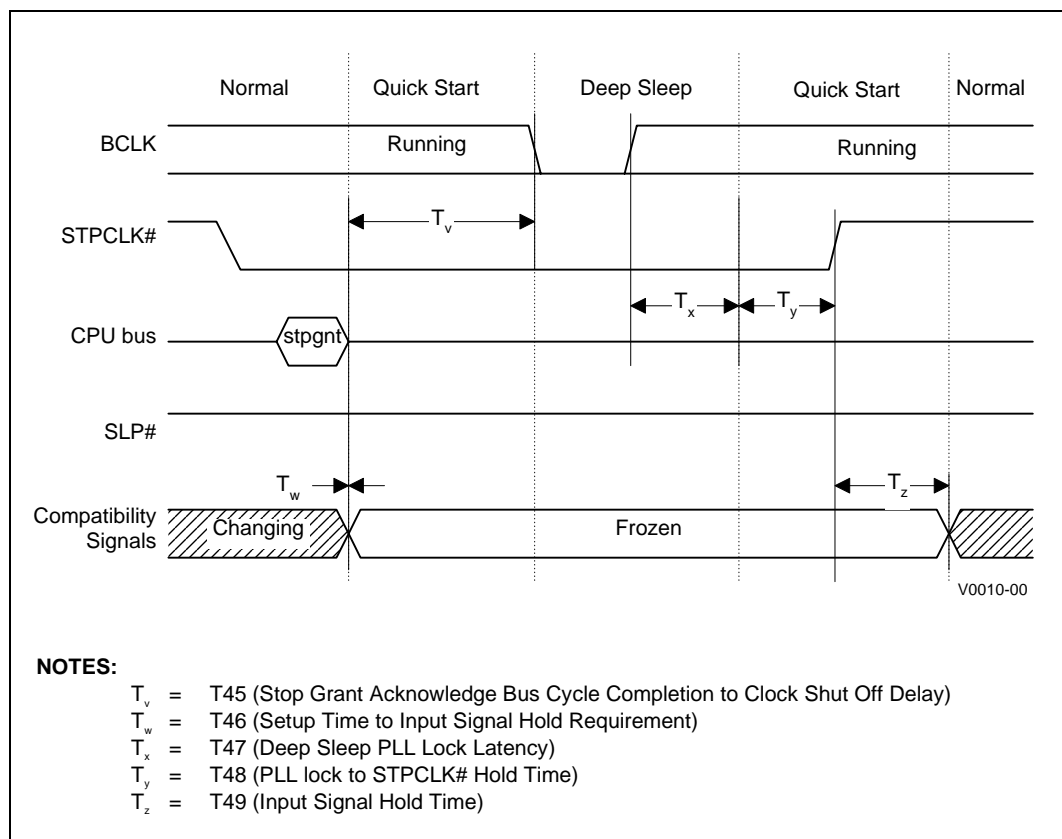 Normal Quick Start Deep Sleep Quick Start Normal
BCLK Running Running
STPCLK# Tv
Tx Ty
CPU bus stpgnt
SLP#
Tw Tz
Compatibility Signals Changing Frozen
V0010-00
NOTES:
Tv = T45 (Stop Grant Acknowledge Bus Cycle Completion to Clock Shut Off Delay)
Tw = T46 (Setup Time to Input Signal Hold Requirement)
Tx = T47 (Deep Sleep PLL Lock Latency)
Ty = T48 (PLL lock to STPCLK# Hold Time)
Tz = T49 (Input Signal Hold Time)